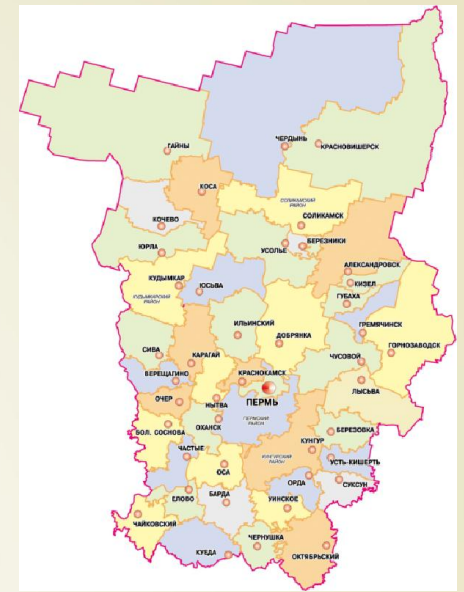 ГАЙНЫ
ЧЕРДЫНЬ
КРАСНОВИШЕРСК
КОСА
СОЛИКАМСКИЙ
РАЙОН
КОЧЕВО
СОЛИКАМСК
ЮРЛА
УСОЛЬЕ
БЕРЕЗНИКИ
АЛЕКСАНДРОВСК
КУДЫМКАР
ЮСЬВА
КИЗЕЛ
КУДЫМКАРСКИЙ
РАЙОН
ГУБАХА
ИЛЬИНСКИЙ
ДОБРЯНКА
ГРЕМЯЧИНСК
ГОРНОЗАВОДСК
СИВА
КАРАГАЙ
ЧУСОВОЙ
ВЕРЕЩАГИНО
КРАСНОКАМСК
ЛЫСЬВА
ОЧЕР
НЫТВА
ПЕРМЬ
ОХАНСК
ПЕРМСКИЙ
РАЙОН
БОЛ. СОСНОВА
БЕРЕЗОВКА
ЧАСТЫЕ
КУНГУР
КУНГУРСКИЙ
РАЙОН
УСТЬ-КИШЕРТЬ
ОСА
ОРДА
СУКСУН
ЕЛОВО
БАРДА
УИНСКОЕ
ЧАЙКОВСКИЙ
ЧЕРНУШКА
КУЕДА
ОКТЯБРЬСКИЙ